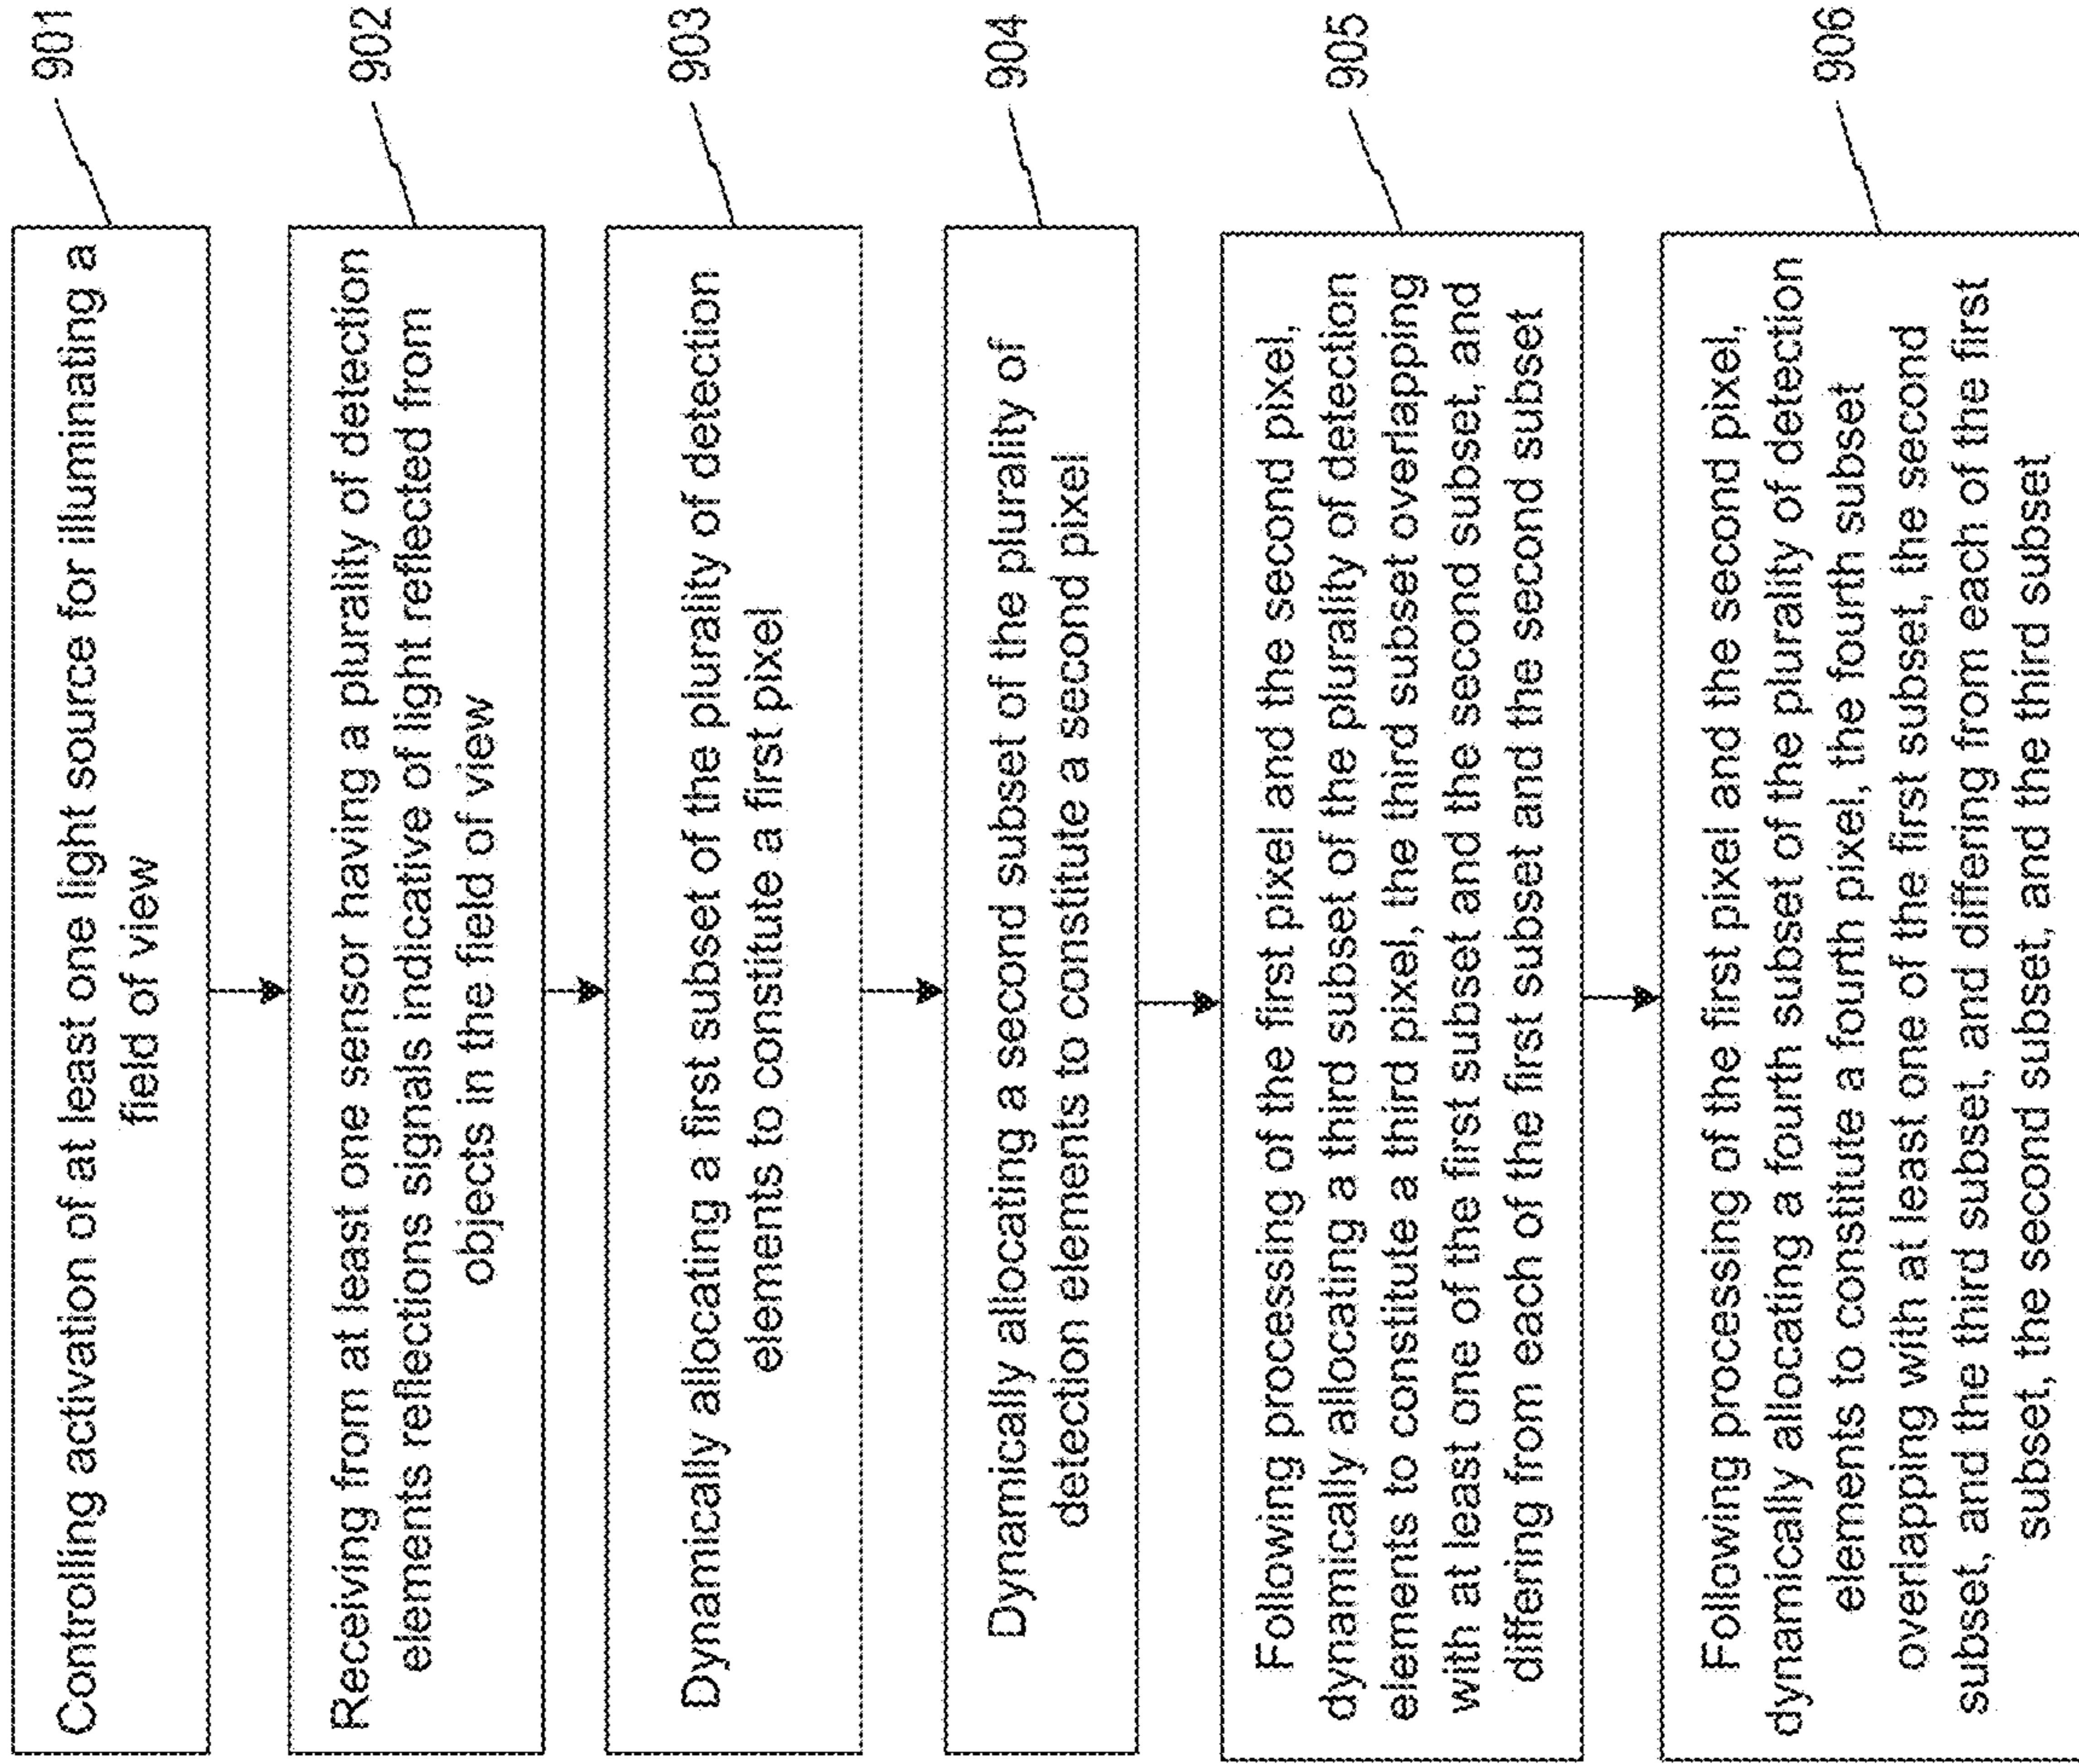 901
Controlling activation of at least one light source for illuminating a
field of view
902
Receiving from at least one sensor having a plurality of detection
elements reflections signals indicative of light reflected from
objects in the field of view
903
Dynamically allocating a first subset of the plurality of detection
elements to constitute a first pixel
904
Dynamically allocating a second subset of the plurality of
detection elements to constitute a second pixel
905
Following processing of the first pixel and the second pixel,
dynamically allocating a third subset of the plurality of detection
elements to constitute a third pixel, the third subset overlapping
with at least one of the first subset and the second subset, and
differing from each of the first subset and the second subset
906
Following processing of the first pixel and the second pixel,
dynamically allocating a fourth subset of the plurality of detection
elements to constitute a fourth pixel, the fourth subset
overlapping with at least one of the first subset, the second
subset, and the third subset, and differing from each of the first
subset, the second subset, and the third subset